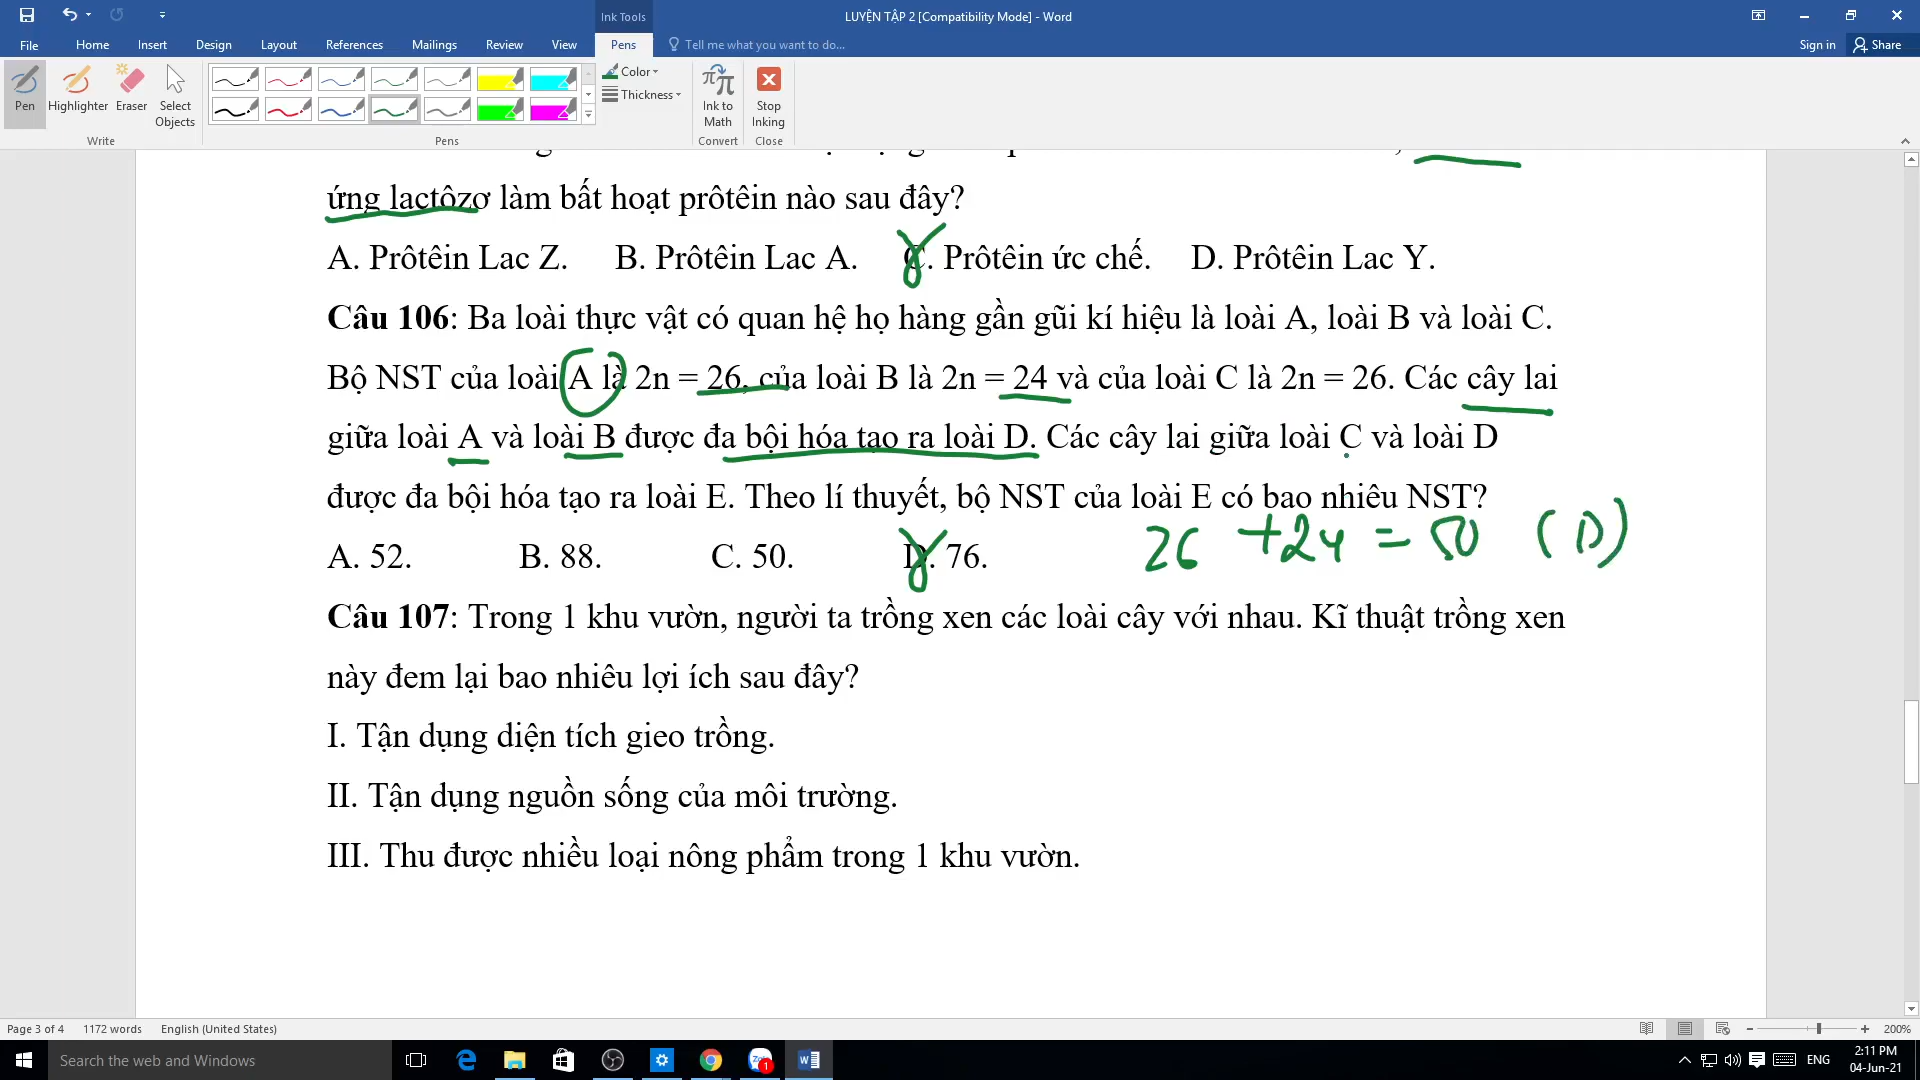 Ink Tools
LUYỆN TẬP 2 [Compatibility Mode] - Word
File Home Insert Design Layout References Mailings Review View Pens Tell me what you want to do... Sign in Share
Pen Highlighter Eraser Select Objects
Color
Thickness
Ink to Math
Stop Inking
Write Pens Convert Close
ứng lactôzơ làm bất hoạt prôtêin nào sau đây?
A. Prôtêin Lac Z. B. Prôtêin Lac A. C. Prôtêin ức chế. D. Prôtêin Lac Y.
Câu 106: Ba loài thực vật có quan hệ họ hàng gần gũi kí hiệu là loài A, loài B và loài C.
Bộ NST của loài A là 2n = 26, của loài B là 2n = 24 và của loài C là 2n = 26. Các cây lai
giữa loài A và loài B được đa bội hóa tạo ra loài D. Các cây lai giữa loài C và loài D
được đa bội hóa tạo ra loài E. Theo lí thuyết, bộ NST của loài E có bao nhiêu NST?
26 +24 = 50 (D)
A. 52. B. 88. C. 50. D. 76.
Câu 107: Trong 1 khu vườn, người ta trồng xen các loài cây với nhau. Kĩ thuật trồng xen
này đem lại bao nhiêu lợi ích sau đây?
I. Tận dụng diện tích gieo trồng.
II. Tận dụng nguồn sống của môi trường.
III. Thu được nhiều loại nông phẩm trong 1 khu vườn.
Page 3 of 4 1172 words English (United States) 200%
Search the web and Windows
ENG
2:11 PM
04-Jun-21